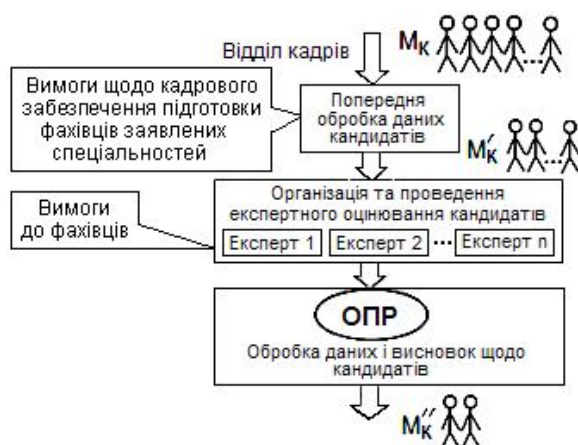 Відділ кадрів
Мк
...
Вимоги щодо кадрового
забезпечення підготовки
фахівців заявлених
спеціальностей
Попередня
обробка даних
кандидатів
М′к
...
Організація та проведення
експертного оцінювання кандидатів
Вимоги
до фахівців
Експерт 1 Експерт 2 ... Експерт n
ОПР
Обробка даних і висновок щодо
кандидатів
М′′к